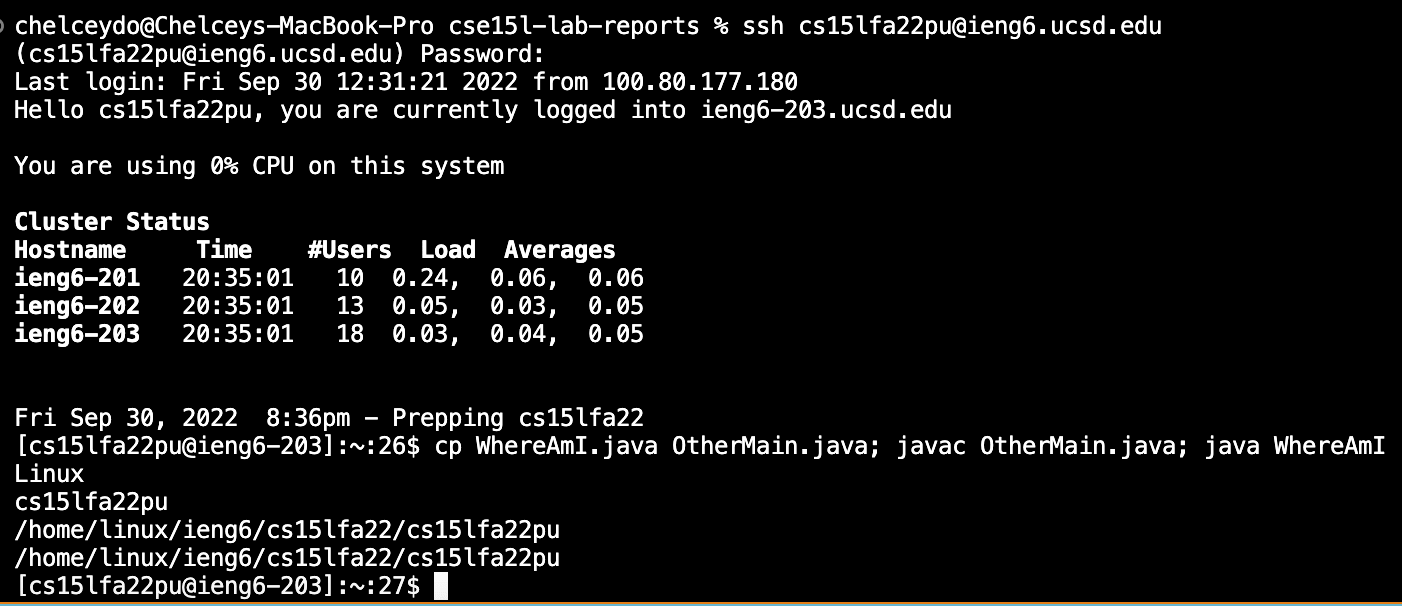 chelceydo@Chelceys-MacBook-Pro cse15l-lab-reports % ssh cs15lfa22pu@ieng6.ucsd.edu
(cs15lfa22pu@ieng6.ucsd.edu) Password:
Last login: Fri Sep 30 12:31:21 2022 from 100.80.177.180
Hello cs15lfa22pu, you are currently logged into ieng6-203.ucsd.edu

You are using 0% CPU on this system

Cluster Status
Hostname     Time    #Users  Load  Averages
ieng6-201   20:35:01   10  0.24,  0.06,  0.06
ieng6-202   20:35:01   13  0.05,  0.03,  0.05
ieng6-203   20:35:01   18  0.03,  0.04,  0.05


Fri Sep 30, 2022  8:36pm - Prepping cs15lfa22
[cs15lfa22pu@ieng6-203]:~:26$ cp WhereAmI.java OtherMain.java; javac OtherMain.java; java WhereAmI
Linux
cs15lfa22pu
/home/linux/ieng6/cs15lfa22/cs15lfa22pu
/home/linux/ieng6/cs15lfa22/cs15lfa22pu
[cs15lfa22pu@ieng6-203]:~:27$